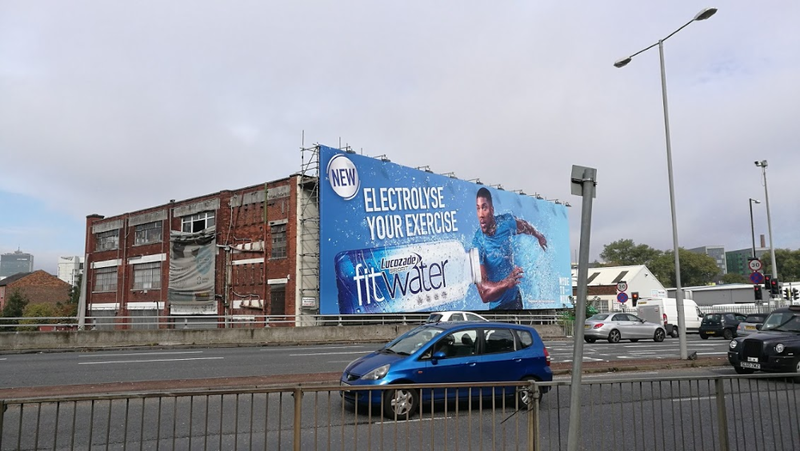 NEW
ELECTROLYSE
YOUR EXERCISE
Lucozade
fitwater